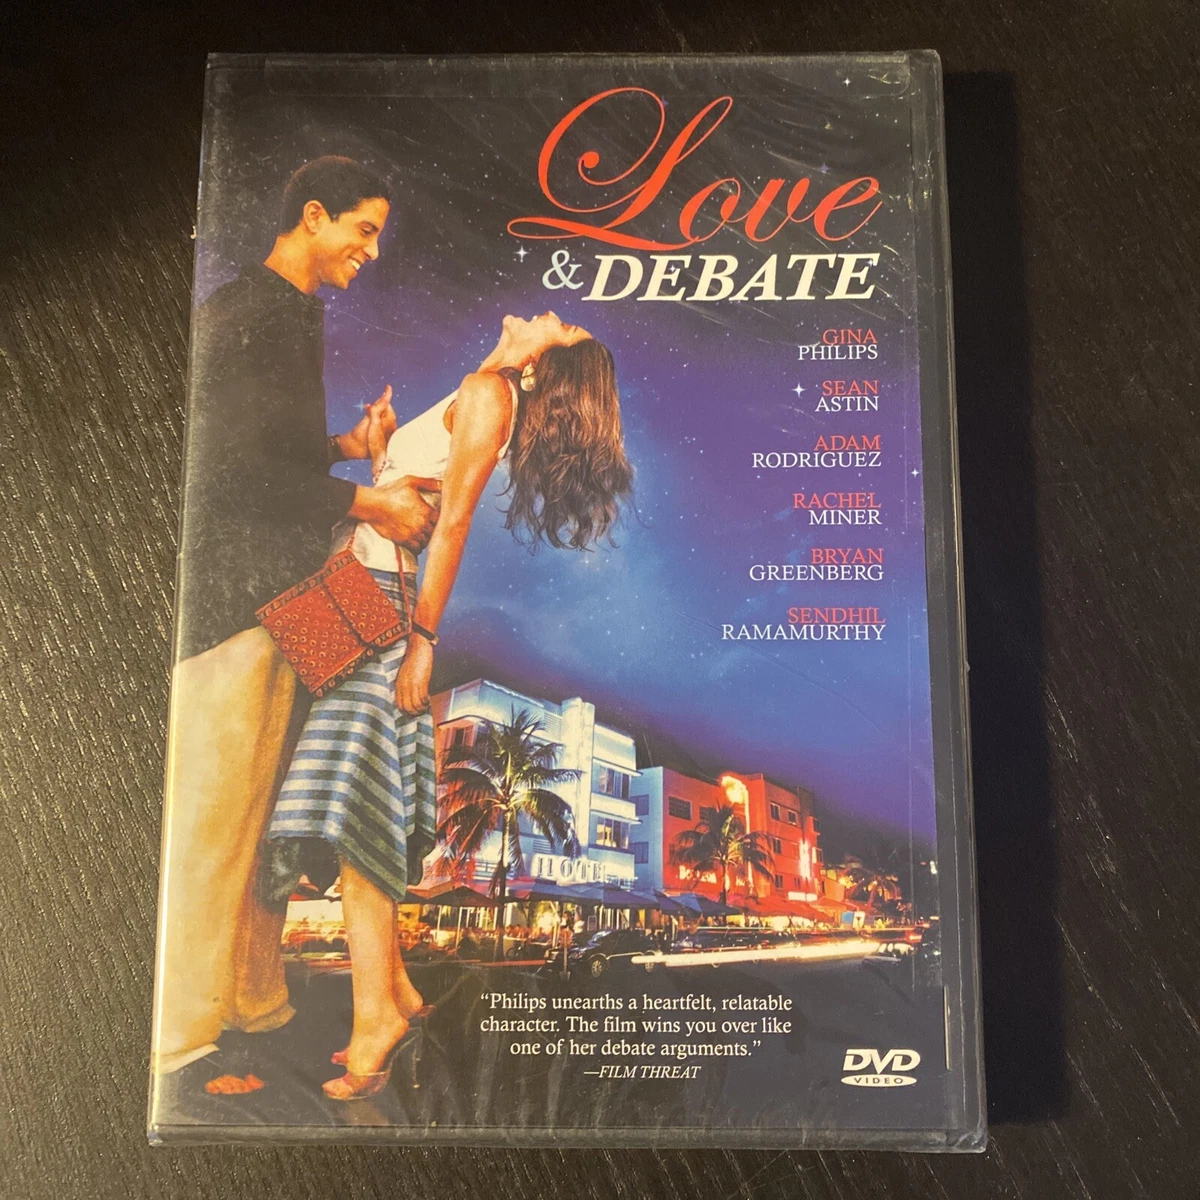 Love
& DEBATE
GINA
PHILIPS
SEAN
ASTIN
ADAM
RODRIGUEZ
RACHEL
MINER
BRYAN
GREENBERG
SENDHIL
RAMAMURTHY
“Philips unearths a heartfelt, relatable
character. The film wins you over like
one of her debate arguments.”
—FILM THREAT
DVD
VIDEO